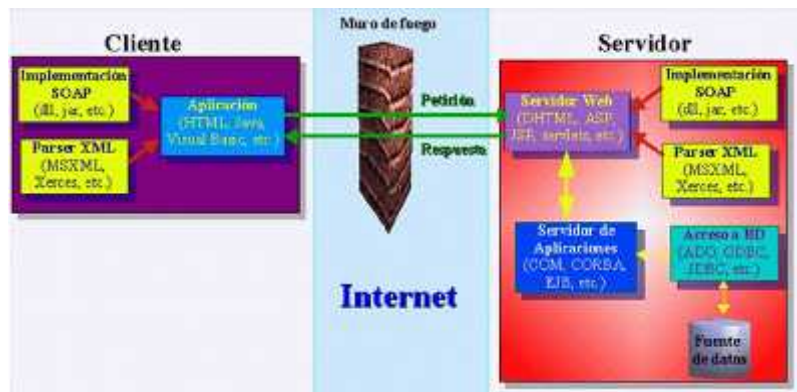 Muro de fuego
Cliente
Implementación
SOAP
(dll, jar, etc.)
Parser XML
(MSXML,
Xerces, etc.)
Aplicación
(HTML, Java,
Visual Basic, etc.)
Petición
Respuesta
Internet
Servidor
Servidor Web
(DHTML, ASP,
JSP, servlets, etc.)
Implementación
SOAP
(dll, jar, etc.)
Parser XML
(MSXML,
Xerces, etc.)
Servidor de
Aplicaciones
(COM, CORBA,
EJB, etc.)
Acceso a BD
(ADO, ODBC,
JDBC, etc.)
Fuente
de datos